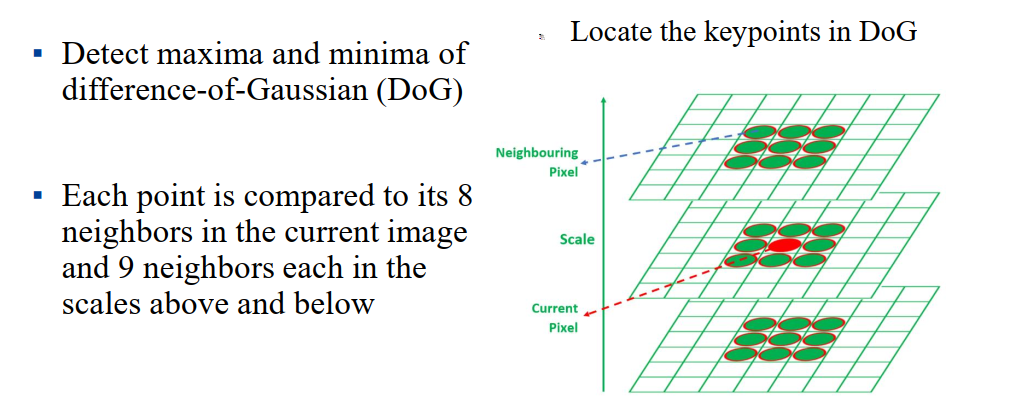 Detect maxima and minima of
difference-of-Gaussian (DoG)
Each point is compared to its 8
neighbors in the current image
and 9 neighbors each in the
scales above and below
Locate the keypoints in DoG
Neighbouring
Pixel
Scale
Current
Pixel